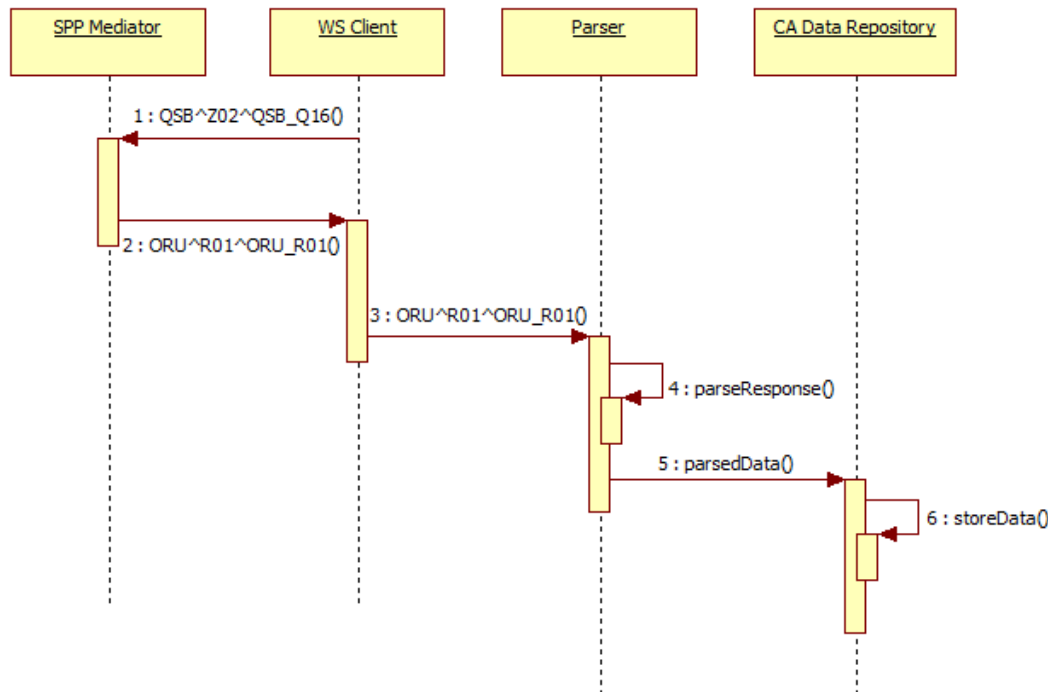 SPP Mediator
WS Client
Parser
CA Data Repository
1 : QSB^Z02^QSB_Q16()
2 : ORU^R01^ORU_R01()
3 : ORU^R01^ORU_R01()
4 : parseResponse()
5 : parsedData()
6 : storeData()